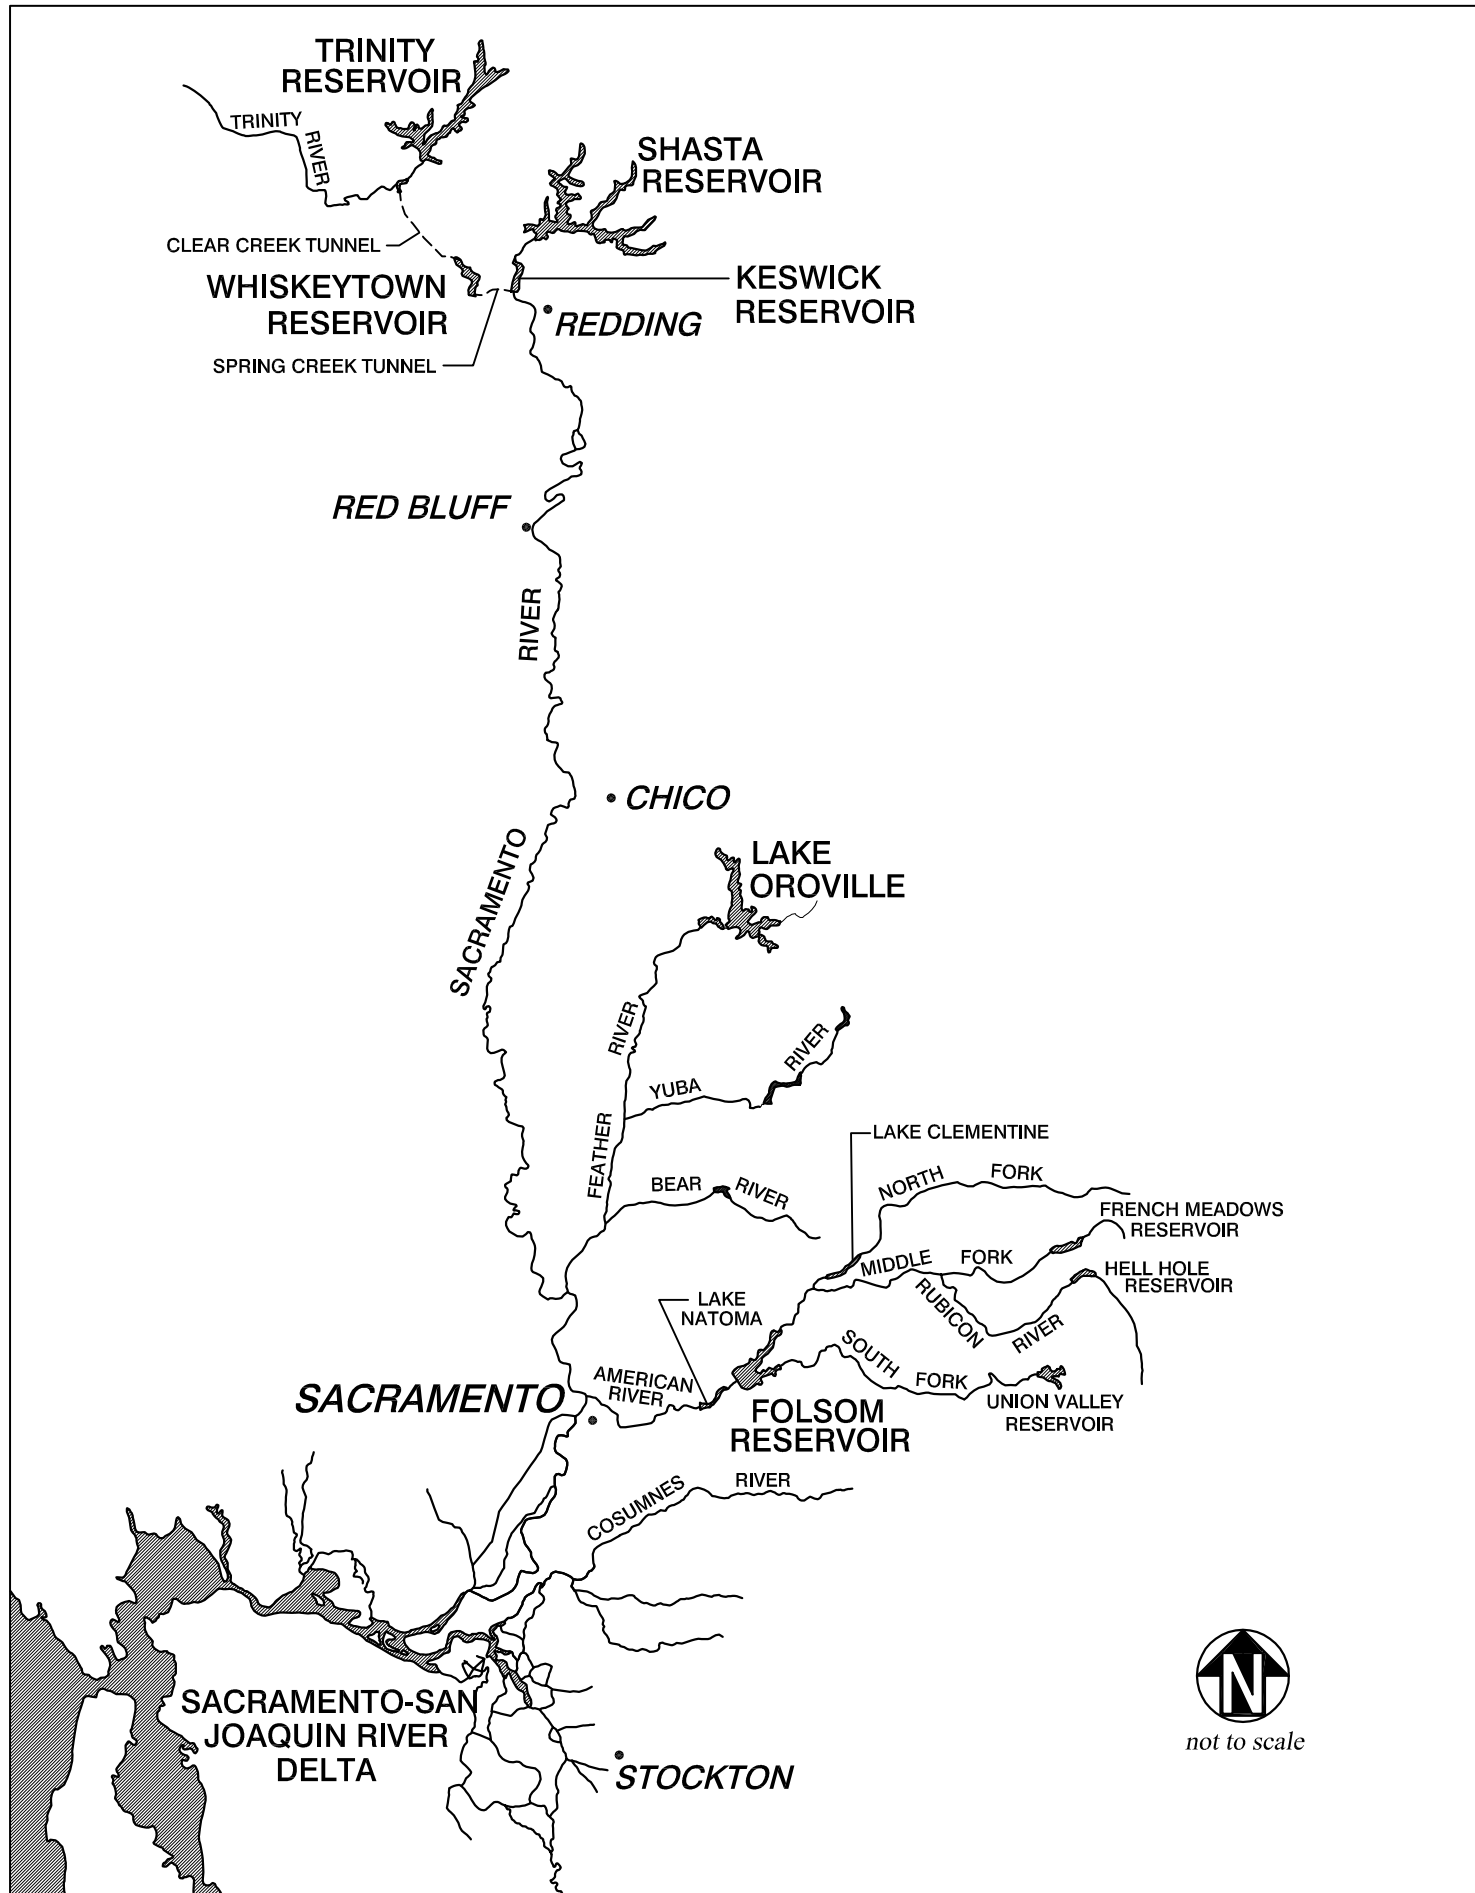 TRINITY
RESERVOIR
TRINITY
RIVER
SHASTA
RESERVOIR
CLEAR CREEK TUNNEL
WHISKEYTOWN
RESERVOIR
KESWICK
RESERVOIR
REDDING
SPRING CREEK TUNNEL
RED BLUFF
RIVER
CHICO
SACRAMENTO
LAKE
OROVILLE
RIVER
FEATHER
YUBA
RIVER
LAKE CLEMENTINE
BEAR
RIVER
NORTH
FORK
FRENCH MEADOWS
RESERVOIR
MIDDLE
FORK
HELL HOLE
RESERVOIR
RUBICON
RIVER
LAKE
NATOMA
SOUTH
FORK
UNION VALLEY
RESERVOIR
AMERICAN
RIVER
SACRAMENTO
FOLSOM
RESERVOIR
COSUMNES
RIVER
SACRAMENTO-SAN
JOAQUIN RIVER
DELTA
STOCKTON
N
not to scale